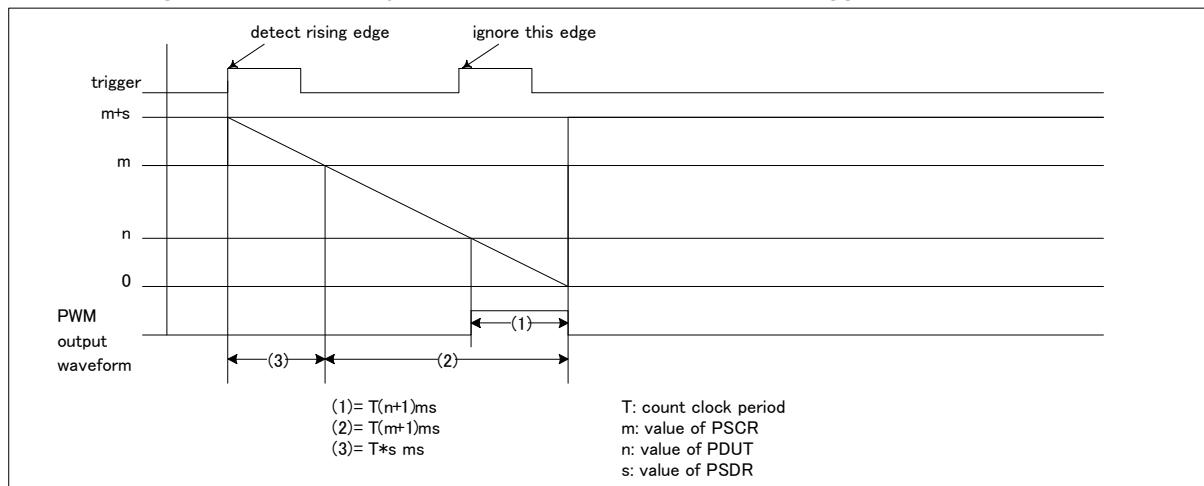 detect rising edge
ignore this edge
trigger
m+s
m
n
0
PWM
output
waveform
(1)
(3)
(2)
(1)= T(n+1)ms
(2)= T(m+1)ms
(3)= T*s ms
T: count clock period
m: value of PSCR
n: value of PDUT
s: value of PSDR